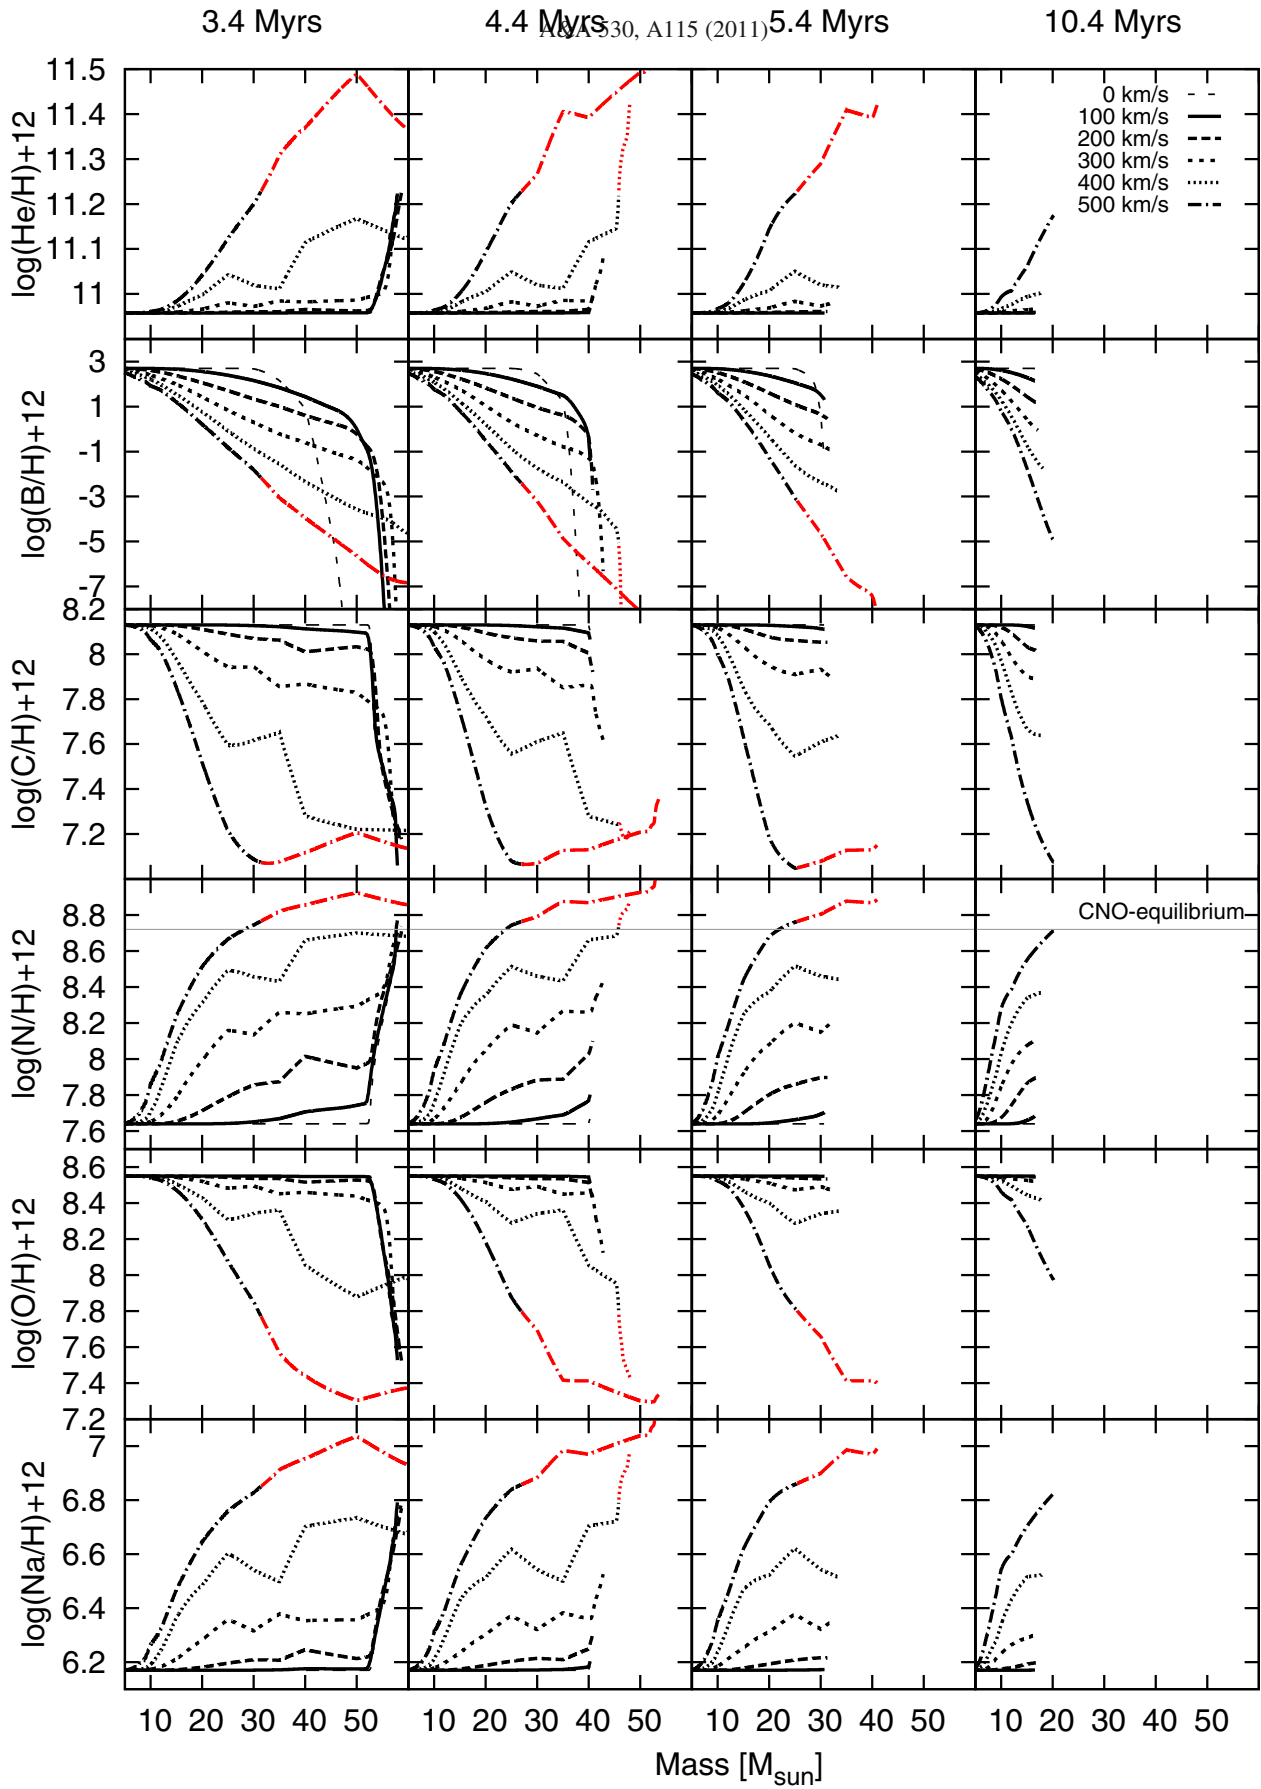 3.4 Myrs 4.4 Myrs 5.4 Myrs 10.4 Myrs
A&A 530, A115 (2011)
log(He/H)+12
11.5
11.4
11.3
11.2
11.1
11
0 km/s
100 km/s
200 km/s
300 km/s
400 km/s
500 km/s
log(B/H)+12
3
1
-1
-3
-5
-7
log(C/H)+12
8.2
8
7.8
7.6
7.4
7.2
log(N/H)+12
8.8
8.6
8.4
8.2
8
7.8
7.6
CNO-equilibrium
log(O/H)+12
8.6
8.4
8.2
8
7.8
7.6
7.4
7.2
log(Na/H)+12
7
6.8
6.6
6.4
6.2
10 20 30 40 50 10 20 30 40 50 10 20 30 40 50 10 20 30 40 50
Mass [Msun]